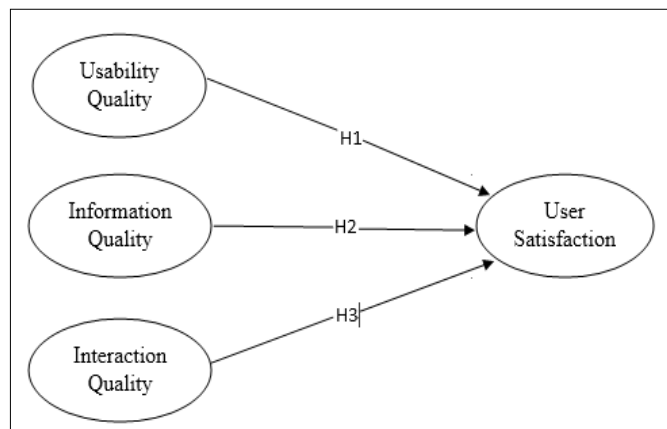 Usability
Quality
H1
Information
Quality
H2
User
Satisfaction
H3
Interaction
Quality